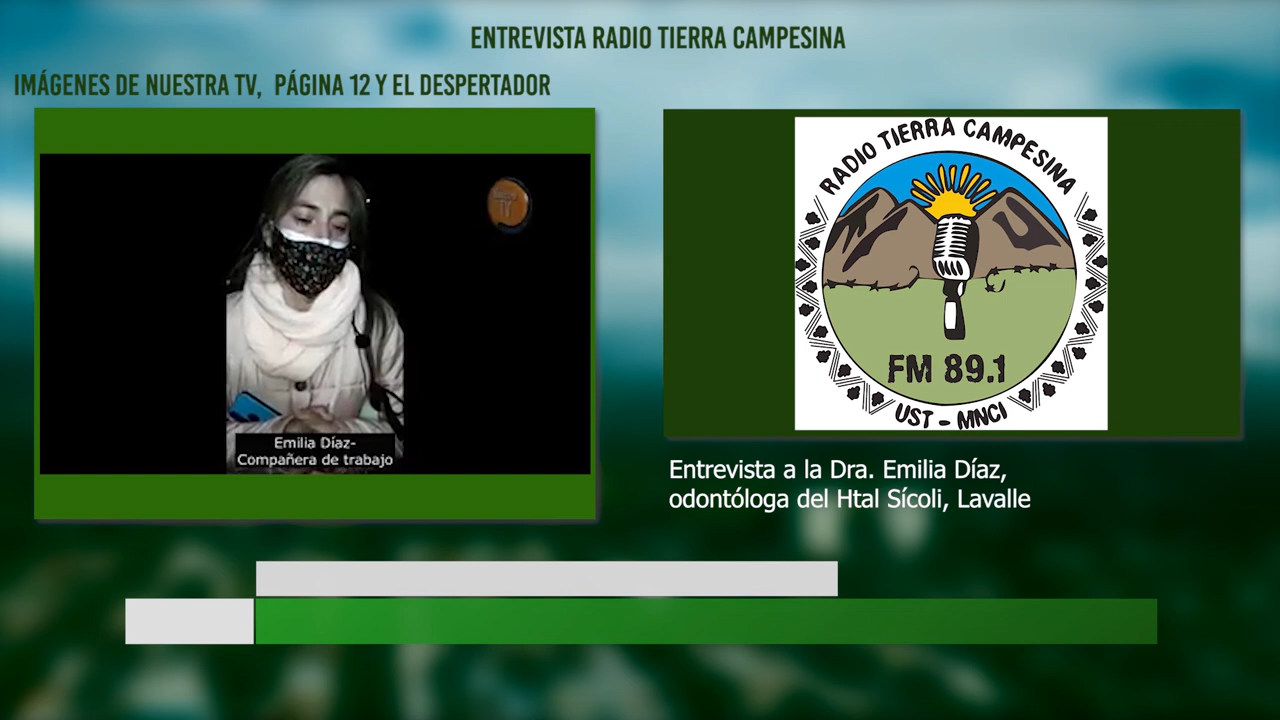 ENTREVISTA RADIO TIERRA CAMPESINA
IMÁGENES DE NUESTRA TV, PÁGINA 12 Y EL DESPERTADOR
TV
Emilia Díaz-
Compañera de trabajo
RADIO TIERRA CAMPESINA
FM 89.1
UST - MNCI
Entrevista a la Dra. Emilia Díaz,
odontóloga del Htal Sícoli, Lavalle